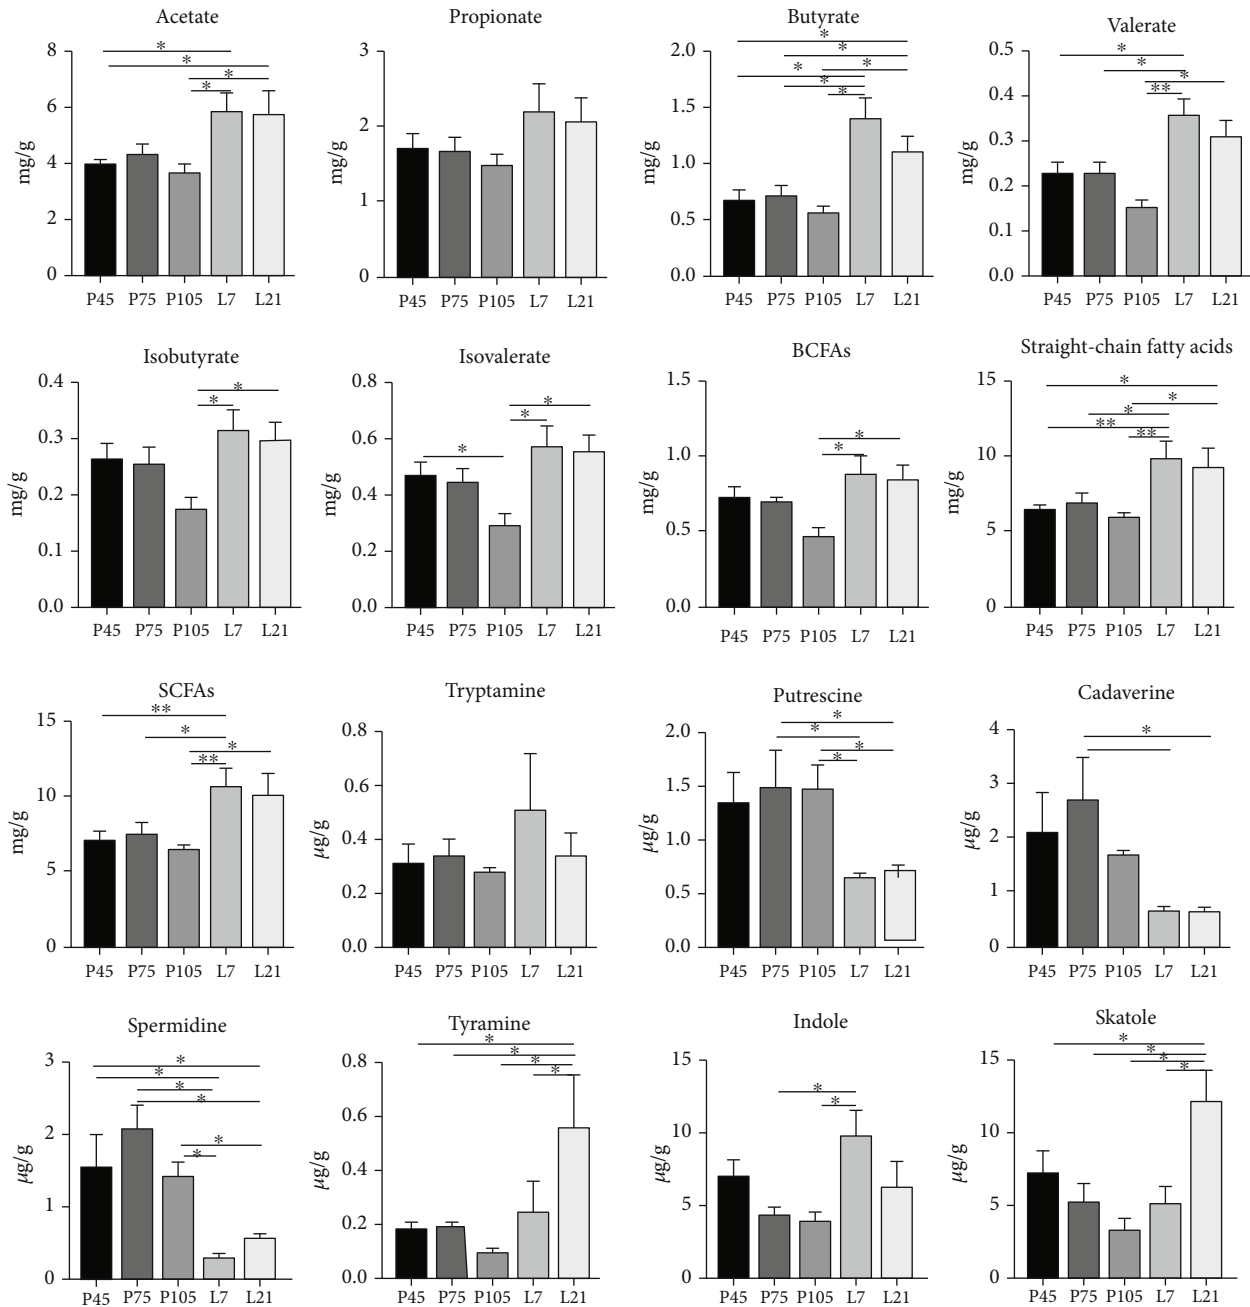 Acetate
* * * *
8
6
4
2
0
mg/g
P45 P75 P105 L7 L21
Propionate
3
2
1
0
mg/g
P45 P75 P105 L7 L21
Butyrate
* * * * * *
2.0
1.5
1.0
0.5
0.0
mg/g
P45 P75 P105 L7 L21
Valerate
* * * **
0.5
0.4
0.3
0.2
0.1
0.0
mg/g
P45 P75 P105 L7 L21
Isobutyrate
* *
0.4
0.3
0.2
0.1
0.0
mg/g
P45 P75 P105 L7 L21
Isovalerate
* * *
0.8
0.6
0.4
0.2
0.0
mg/g
P45 P75 P105 L7 L21
BCFAs
* *
1.5
1.0
0.5
0.0
mg/g
P45 P75 P105 L7 L21
Straight-chain fatty acids
* * * ** **
15
10
5
0
mg/g
P45 P75 P105 L7 L21
SCFAs
** * * **
15
10
5
0
mg/g
P45 P75 P105 L7 L21
Tryptamine
0.8
0.6
0.4
0.2
0.0
µg/g
P45 P75 P105 L7 L21
Putrescine
* * * *
2.0
1.5
1.0
0.5
0.0
µg/g
P45 P75 P105 L7 L21
Cadaverine
*
4
3
2
1
0
µg/g
P45 P75 P105 L7 L21
Spermidine
* * * * * *
3
2
1
0
µg/g
P45 P75 P105 L7 L21
Tyramine
* * * *
0.8
0.6
0.4
0.2
0.0
µg/g
P45 P75 P105 L7 L21
Indole
* *
15
10
5
0
µg/g
P45 P75 P105 L7 L21
Skatole
* * * *
15
10
5
0
µg/g
P45 P75 P105 L7 L21